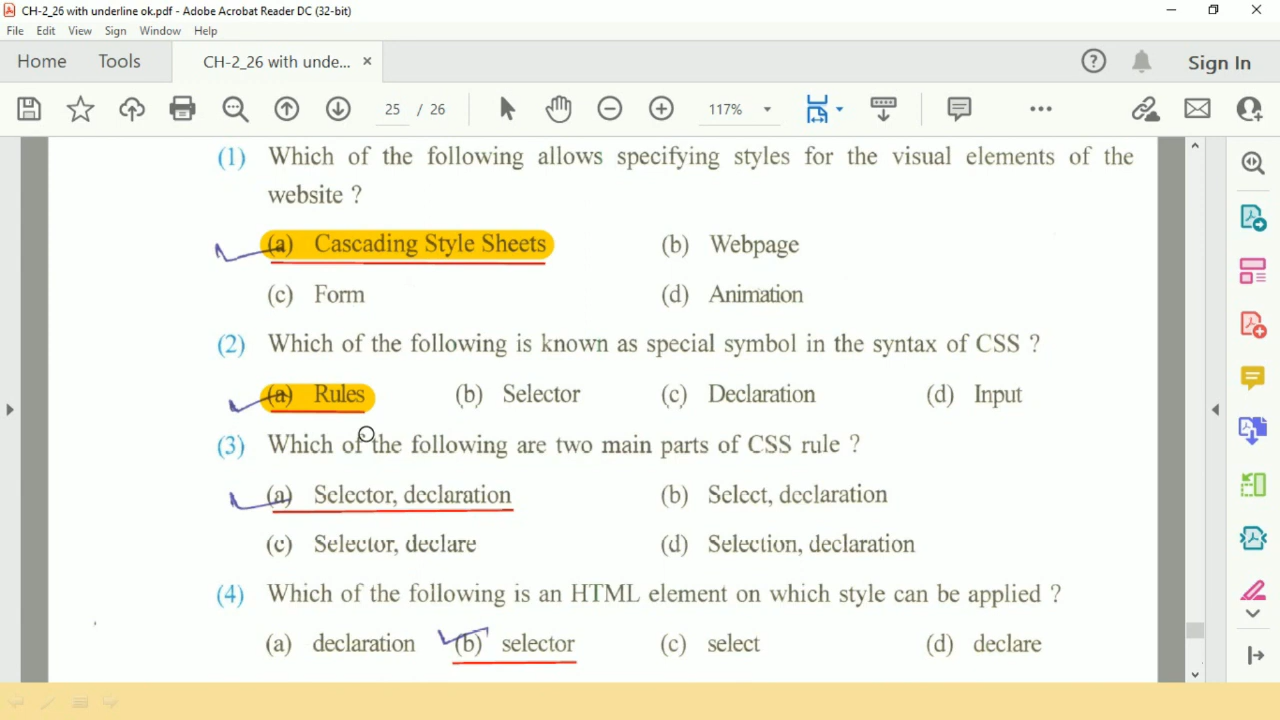 CH-2_26 with underline ok.pdf - Adobe Acrobat Reader DC (32-bit)
File Edit View Sign Window Help
Home Tools CH-2_26 with unde... × Sign In
25 / 26 117%
(1) Which of the following allows specifying styles for the visual elements of the
website ?
(a) Cascading Style Sheets (b) Webpage
(c) Form (d) Animation
(2) Which of the following is known as special symbol in the syntax of CSS ?
(a) Rules (b) Selector (c) Declaration (d) Input
(3) Which of the following are two main parts of CSS rule ?
(a) Selector, declaration (b) Select, declaration
(c) Selector, declare (d) Selection, declaration
(4) Which of the following is an HTML element on which style can be applied ?
(a) declaration (b) selector (c) select (d) declare